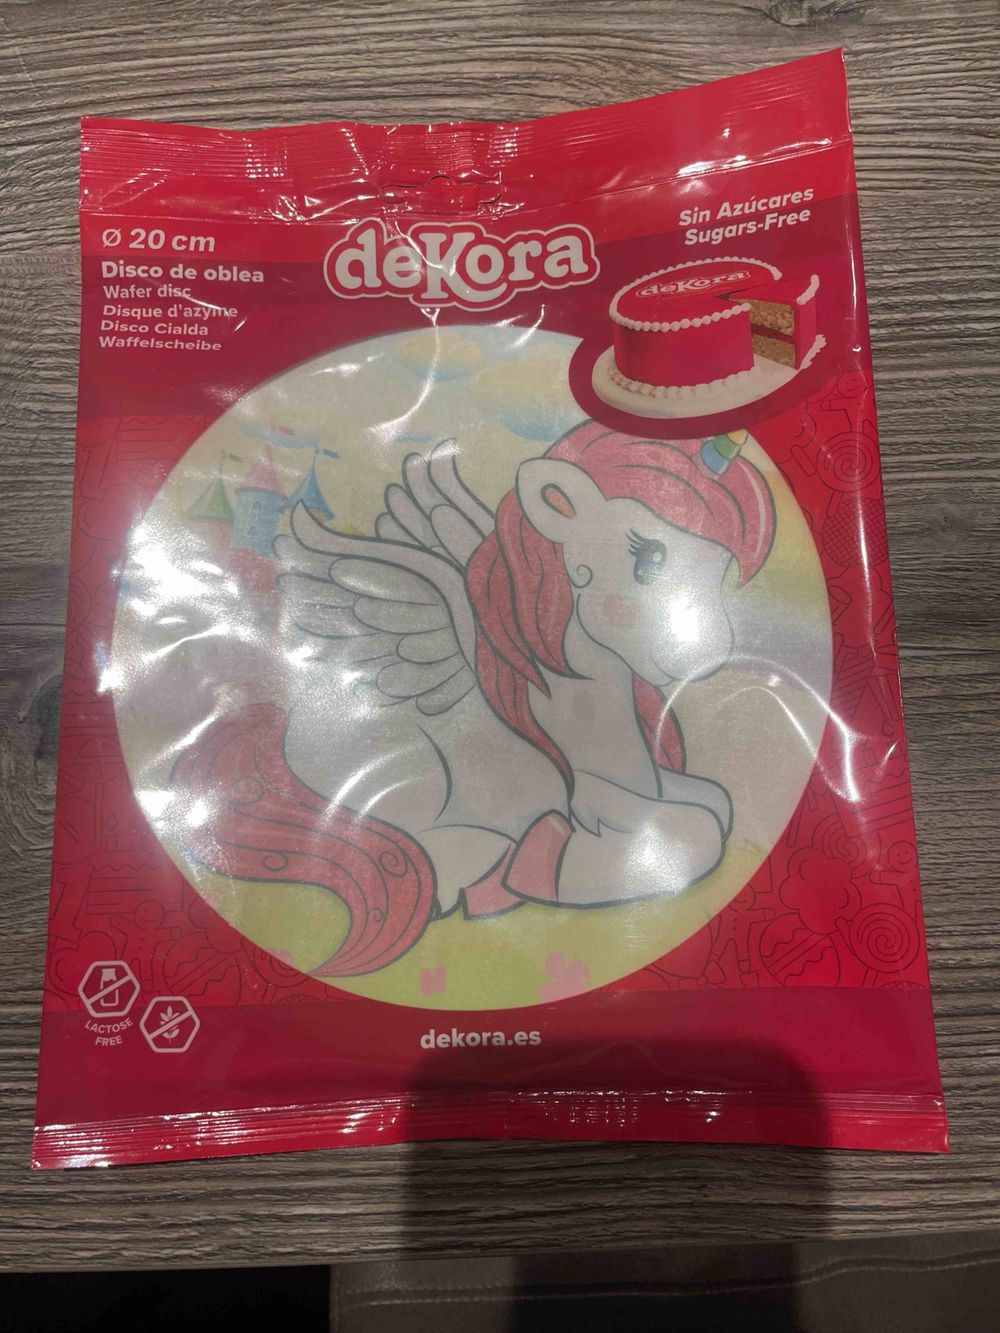 Ø 20 cm
Disco de oblea
Wafer disc
Disque d'azyme
Disco Cialda
Waffelscheibe
deKora
Sin Azúcares
Sugars-Free
deKora
LACTOSE
FREE
dekora.es